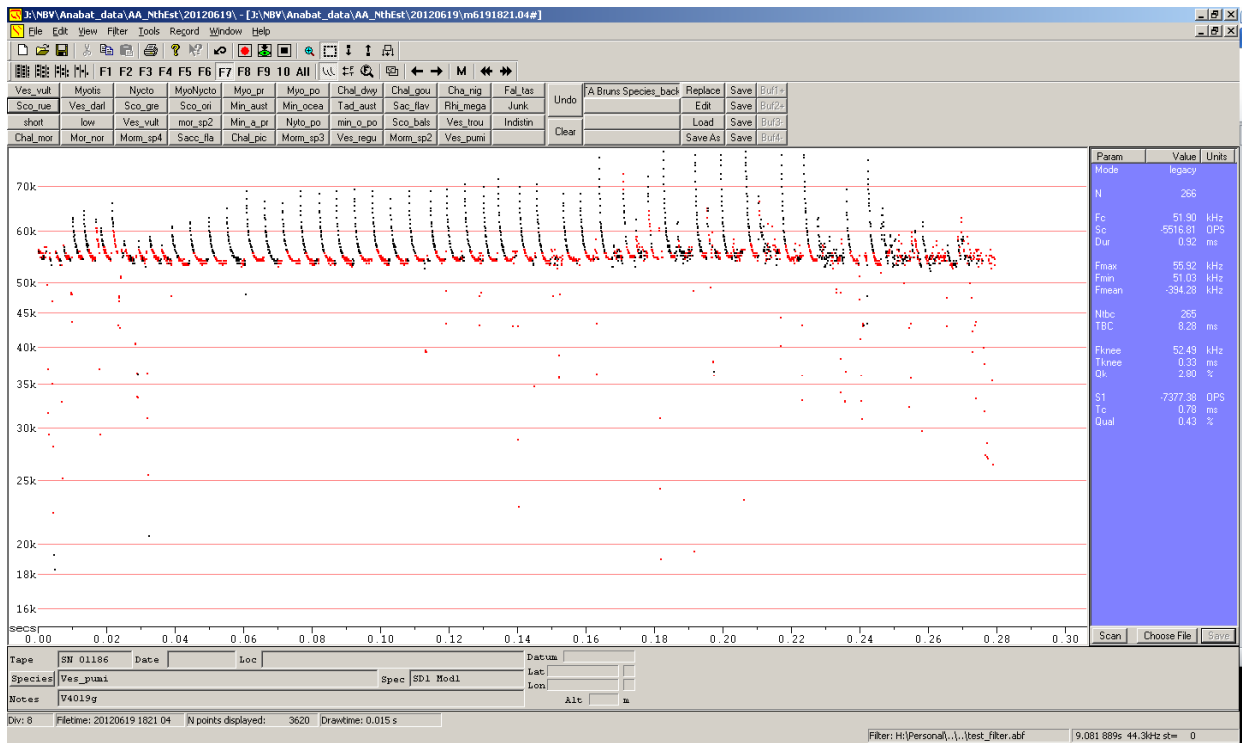 J:\NBV\Anabat_data\AA_NthEst\20120619\ - [J:\NBV\Anabat_data\AA_NthEst\20120619\m6191821.04#]
File Edit View Filter Tools Record Window Help
F1 F2 F3 F4 F5 F6 F7 F8 F9 10 All M
Ves_vult Myotis Nycto MyoNycto Myo_pr Myo_po Chal_dwy Chal_gou Cha_nig Fal_tas Undo TA Bruns Species_back Replace Save Buf1+
Sco_rue Ves_darl Sco_gre Sco_ori Min_aust Min_ocea Tad_aust Sac_flav Rhi_mega Junk Edit Save Buf2+
short low Ves_vult mor_sp2 Min_a_pr Nyto_po min_o_po Sco_bals Ves_trou Indistin Clear Load Save Buf3-
Chal_mor Mor_nor Morm_sp4 Sacc_fla Chal_pic Morm_sp3 Ves_regu Morm_sp2 Ves_pumi Save As Save Buf4-
Param Value Units
Mode legacy
N 266
Fc 51.90 kHz
Sc -5516.81 OPS
Dur 0.92 ms
Fmax 55.92 kHz
Fmin 51.03 kHz
Fmean -394.28 kHz
Ntbc 265
TBC 8.28 ms
Fknee 52.49 kHz
Tknee 0.33 ms
Qk 2.80 %
S1 -7377.38 OPS
Tc 0.78 ms
Qual 0.43 %
70k
60k
50k
45k
40k
35k
30k
25k
20k
18k
16k
secs
0.00 0.02 0.04 0.06 0.08 0.10 0.12 0.14 0.16 0.18 0.20 0.22 0.24 0.26 0.28 0.30
Scan Choose File Save
Tape SN 01186 Date Loc Datum
Species Ves_pumi Spec SD1 Mod1 Lat
Lon
Notes V4019g Alt m
Div: 8 Filetime: 20120619 1821 04 N points displayed: 3620 Drawtime: 0.015 s
Filter: H:\Personal\..\..\test_filter.abf 9.081 889s 44.3kHz st= 0